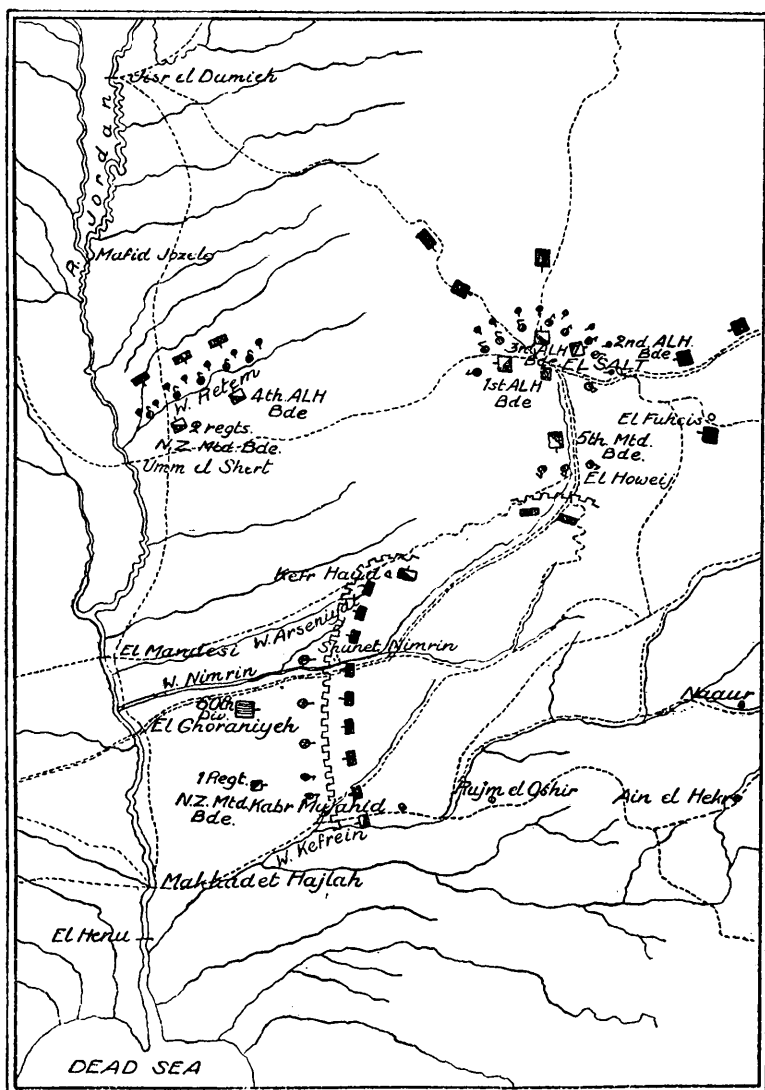 Jisr el Dumieh
R. Jordan
Mafid Jozele
2nd ALH
Bde
3rd ALH
Bde
EL SALT
1st ALH
Bde
W. Retem
4th ALH
Bde
2 regts.
N.Z. Mtd. Bde.
Umm el Shert
El Fuheis
5th Mtd.
Bde.
El Howeij
Kefr Haud
W. Arseniyat
Shunet Nimrin
El Mandesi
W. Nimrin
60th
Div.
El Ghoraniyeh
Naaur
1 Regt.
N.Z. Mtd.
Bde.
Kabr Mujahid
Rujm el Oshir
Ain el Hekr
W. Kefrein
Makhadet Hajlah
El Henu
DEAD SEA